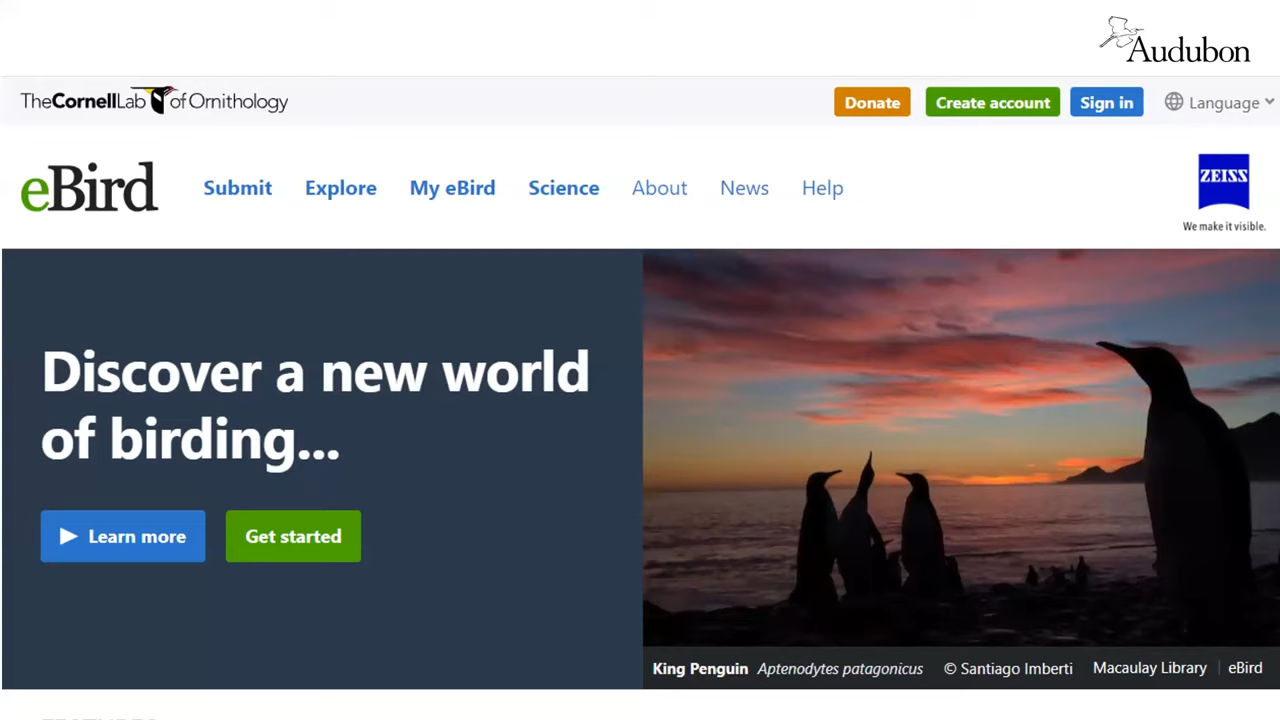 Audubon
TheCornellLab of Ornithology
Donate
Create account
Sign in
Language
eBird
Submit
Explore
My eBird
Science
About
News
Help
ZEISS
We make it visible.
Discover a new world
of birding...
Learn more
Get started
King Penguin Aptenodytes patagonicus © Santiago Imberti Macaulay Library | eBird